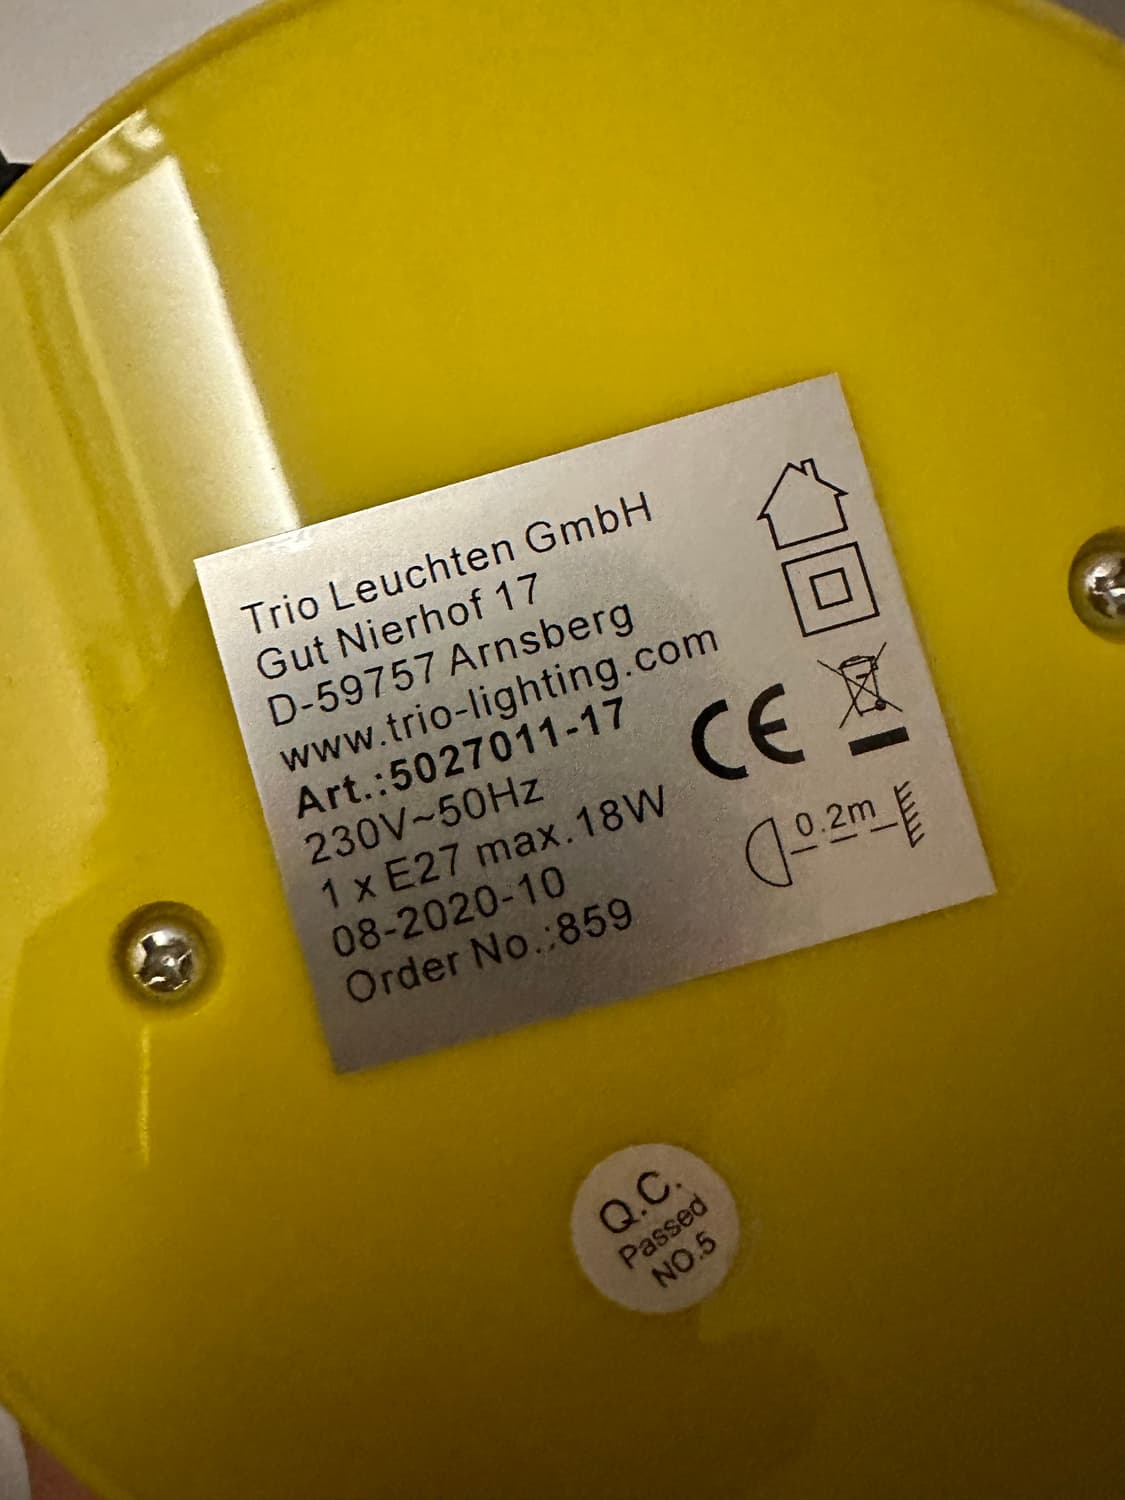 Trio Leuchten GmbH
Gut Nierhof 17
D-59757 Arnsberg
www.trio-lighting.com
Art.:5027011-17
230V~50Hz
1 x E27 max.18W
08-2020-10
Order No.:859
CE
0.2m
Q.C.
Passed
NO.5